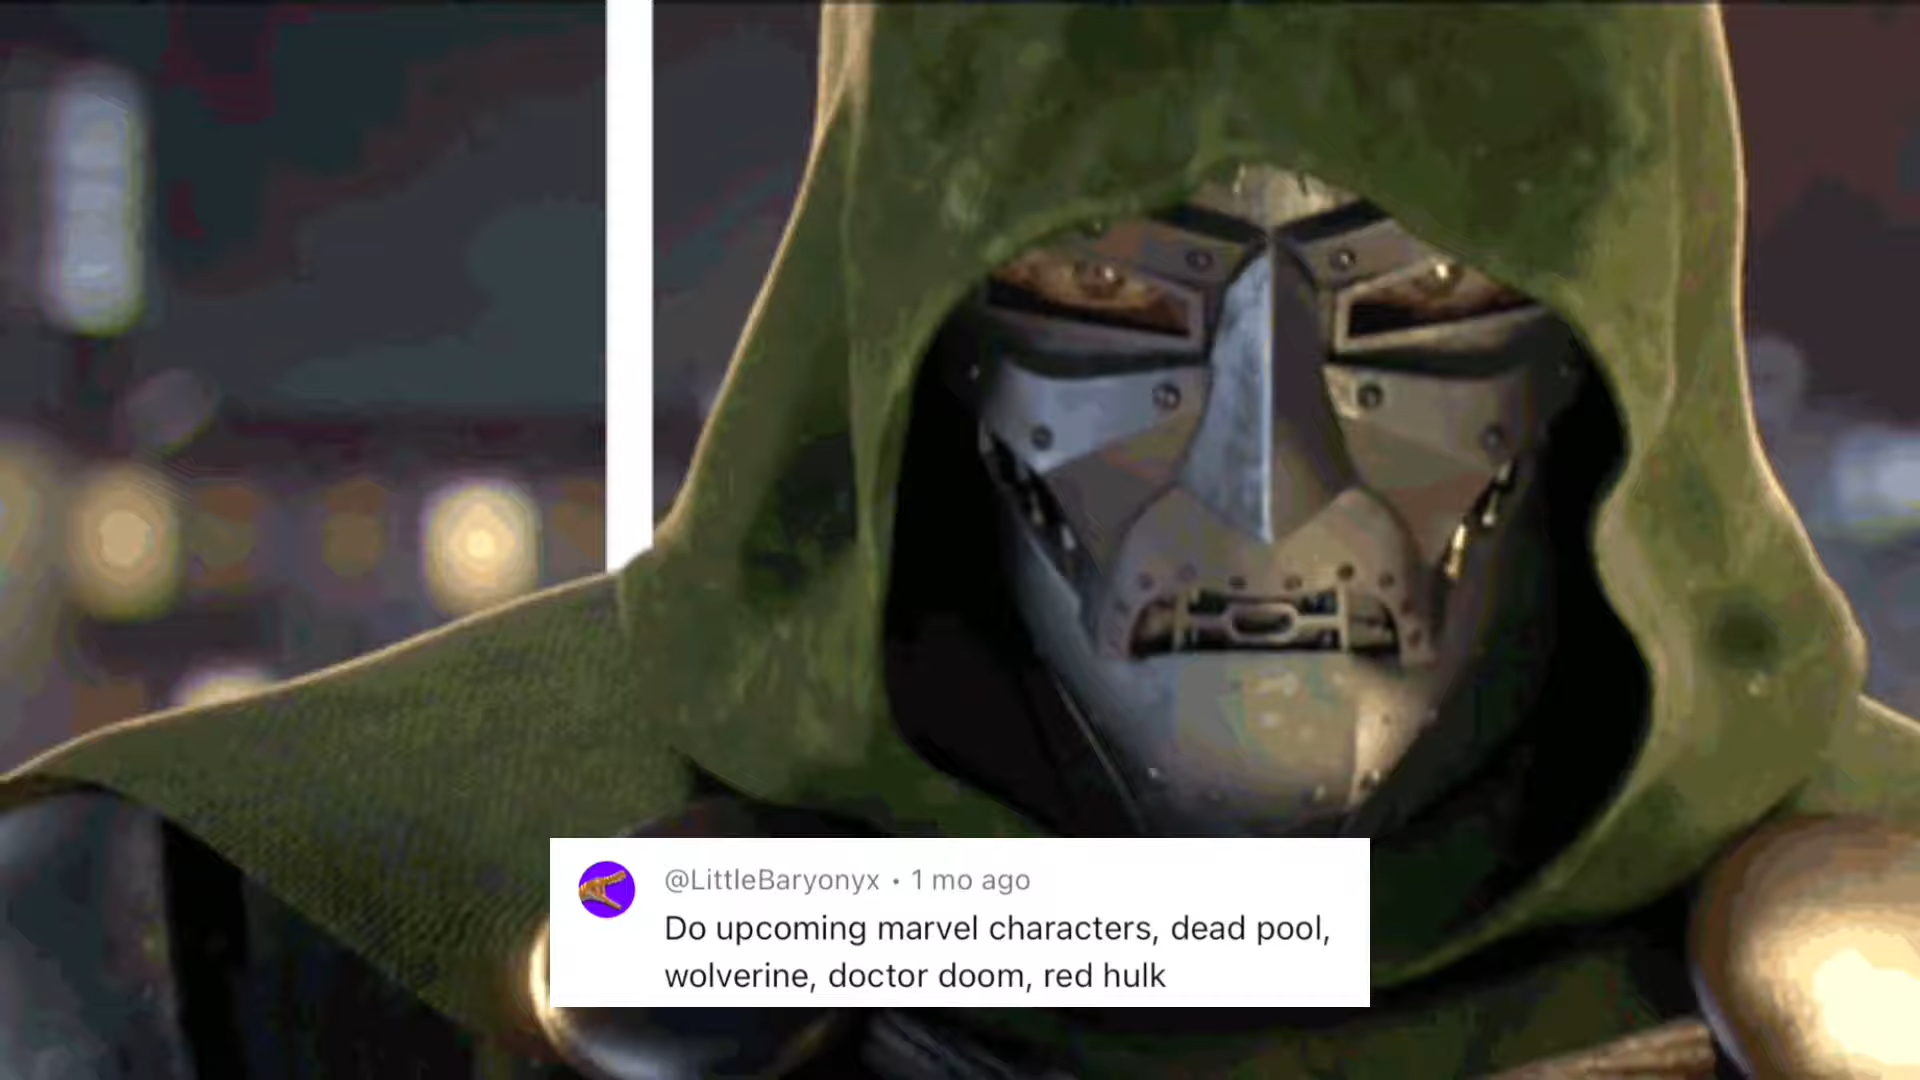 @LittleBaryonyx • 1 mo ago
Do upcoming marvel characters, dead pool,
wolverine, doctor doom, red hulk